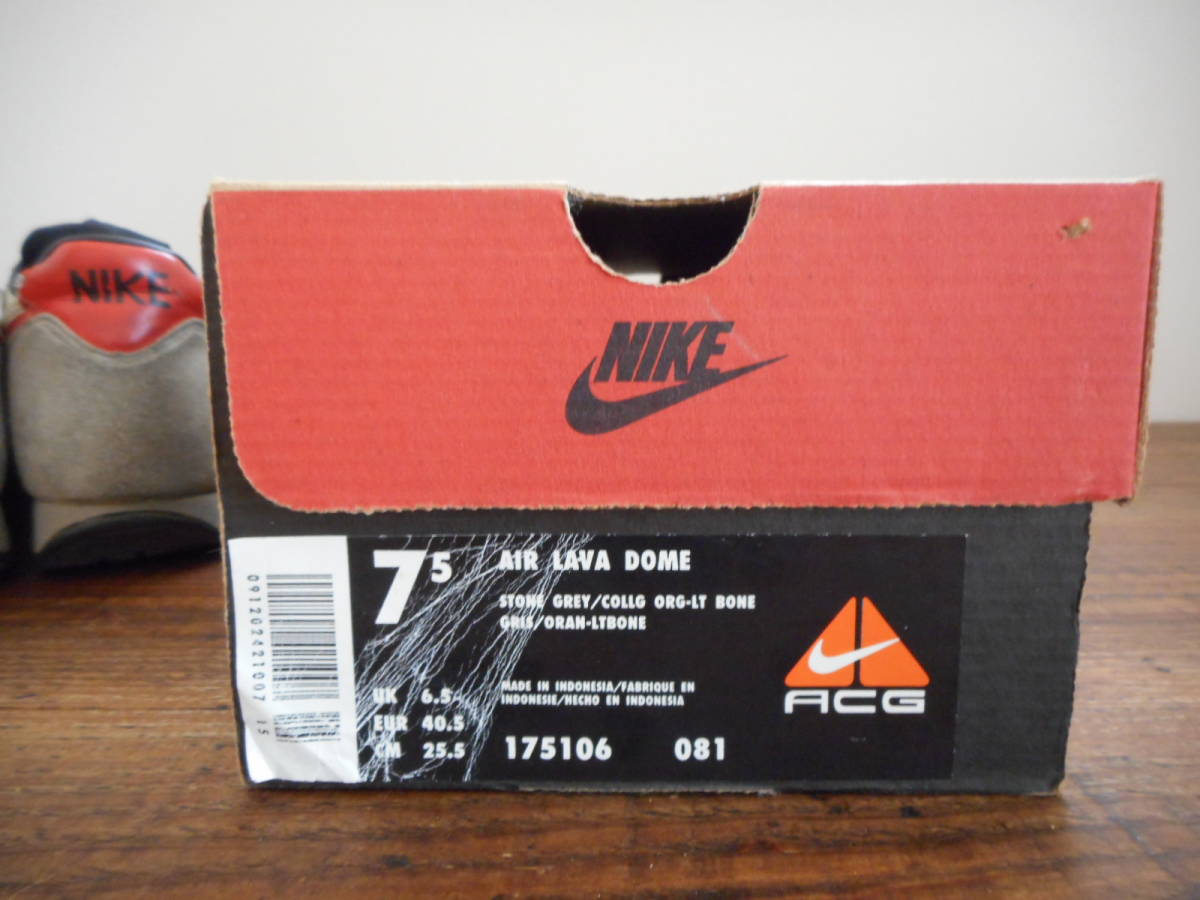 NIKE
NIKE
091202421007 15
7 5
AIR LAVA DOME
STONE GREY/COLLG ORG-LT BONE
GRIS/ORAN-LTBONE
UK 6.5
EUR 40.5
CM 25.5
MADE IN INDONESIA/FABRIQUE EN
INDONESIE/HECHO EN INDONESIA
175106 081
ACG